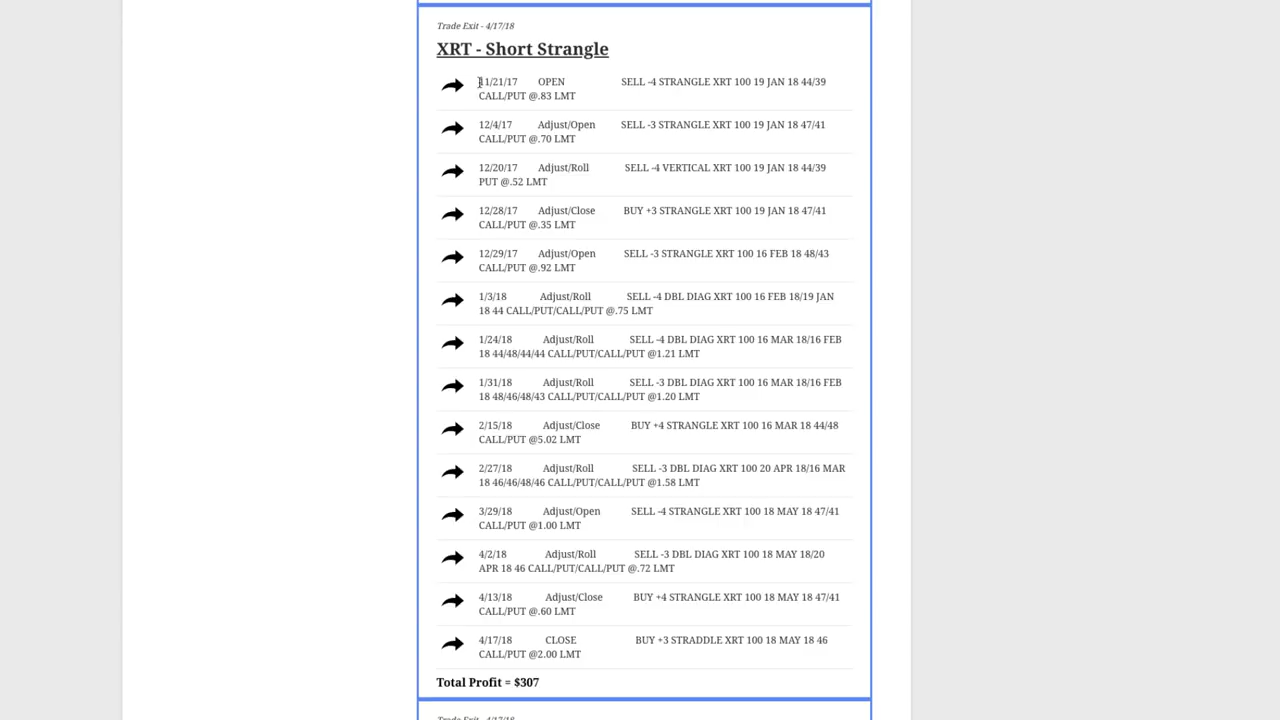 Trade Exit - 4/17/18
XRT - Short Strangle
11/21/17 OPEN SELL -4 STRANGLE XRT 100 19 JAN 18 44/39
CALL/PUT @.83 LMT
12/4/17 Adjust/Open SELL -3 STRANGLE XRT 100 19 JAN 18 47/41
CALL/PUT @.70 LMT
12/20/17 Adjust/Roll SELL -4 VERTICAL XRT 100 19 JAN 18 44/39
PUT @.52 LMT
12/28/17 Adjust/Close BUY +3 STRANGLE XRT 100 19 JAN 18 47/41
CALL/PUT @.35 LMT
12/29/17 Adjust/Open SELL -3 STRANGLE XRT 100 16 FEB 18 48/43
CALL/PUT @.92 LMT
1/3/18 Adjust/Roll SELL -4 DBL DIAG XRT 100 16 FEB 18/19 JAN
18 44 CALL/PUT/CALL/PUT @.75 LMT
1/24/18 Adjust/Roll SELL -4 DBL DIAG XRT 100 16 MAR 18/16 FEB
18 44/48/44/44 CALL/PUT/CALL/PUT @1.21 LMT
1/31/18 Adjust/Roll SELL -3 DBL DIAG XRT 100 16 MAR 18/16 FEB
18 48/46/48/43 CALL/PUT/CALL/PUT @1.20 LMT
2/15/18 Adjust/Close BUY +4 STRANGLE XRT 100 16 MAR 18 44/48
CALL/PUT @5.02 LMT
2/27/18 Adjust/Roll SELL -3 DBL DIAG XRT 100 20 APR 18/16 MAR
18 46/46/48/46 CALL/PUT/CALL/PUT @1.58 LMT
3/29/18 Adjust/Open SELL -4 STRANGLE XRT 100 18 MAY 18 47/41
CALL/PUT @1.00 LMT
4/2/18 Adjust/Roll SELL -3 DBL DIAG XRT 100 18 MAY 18/20
APR 18 46 CALL/PUT/CALL/PUT @.72 LMT
4/13/18 Adjust/Close BUY +4 STRANGLE XRT 100 18 MAY 18 47/41
CALL/PUT @.60 LMT
4/17/18 CLOSE BUY +3 STRADDLE XRT 100 18 MAY 18 46
CALL/PUT @2.00 LMT
Total Profit = $307
Trade Exit - 4/17/18